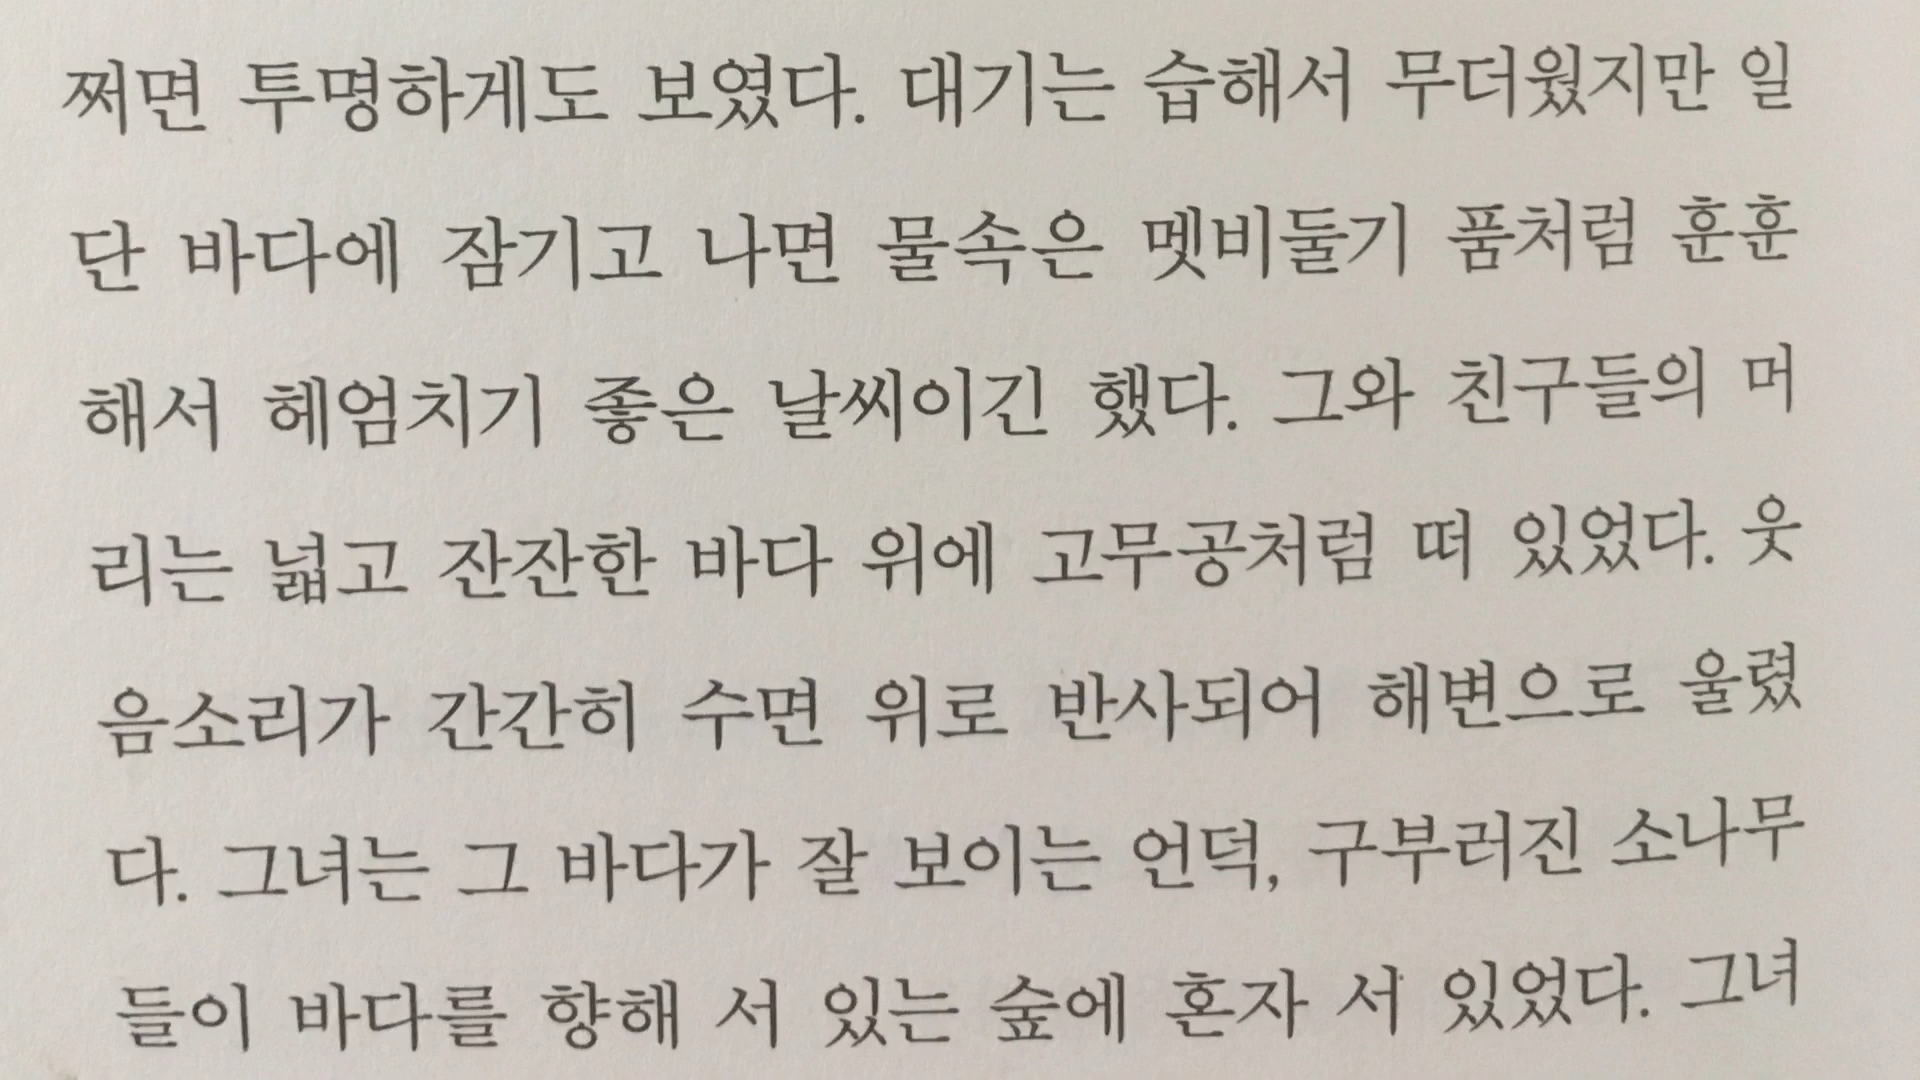 쩌면 투명하게도 보였다. 대기는 습해서 무더웠지만 일
단 바다에 잠기고 나면 물속은 멧비둘기 품처럼 훈훈
해서 헤엄치기 좋은 날씨이긴 했다. 그와 친구들의 머
리는 넓고 잔잔한 바다 위에 고무공처럼 떠 있었다. 웃
음소리가 간간히 수면 위로 반사되어 해변으로 울렸
다. 그녀는 그 바다가 잘 보이는 언덕, 구부러진 소나무
들이 바다를 향해 서 있는 숲에 혼자 서 있었다. 그녀